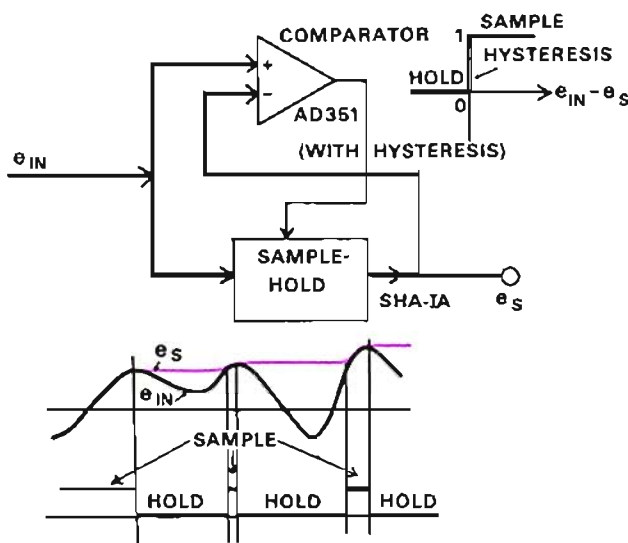 COMPARATOR
+
−
AD351
(WITH HYSTERESIS)
1
SAMPLE
HYSTERESIS
HOLD
0
eIN − eS
eIN
SAMPLE-
HOLD
SHA-IA
eS
eS
eIN
SAMPLE
HOLD
HOLD
HOLD